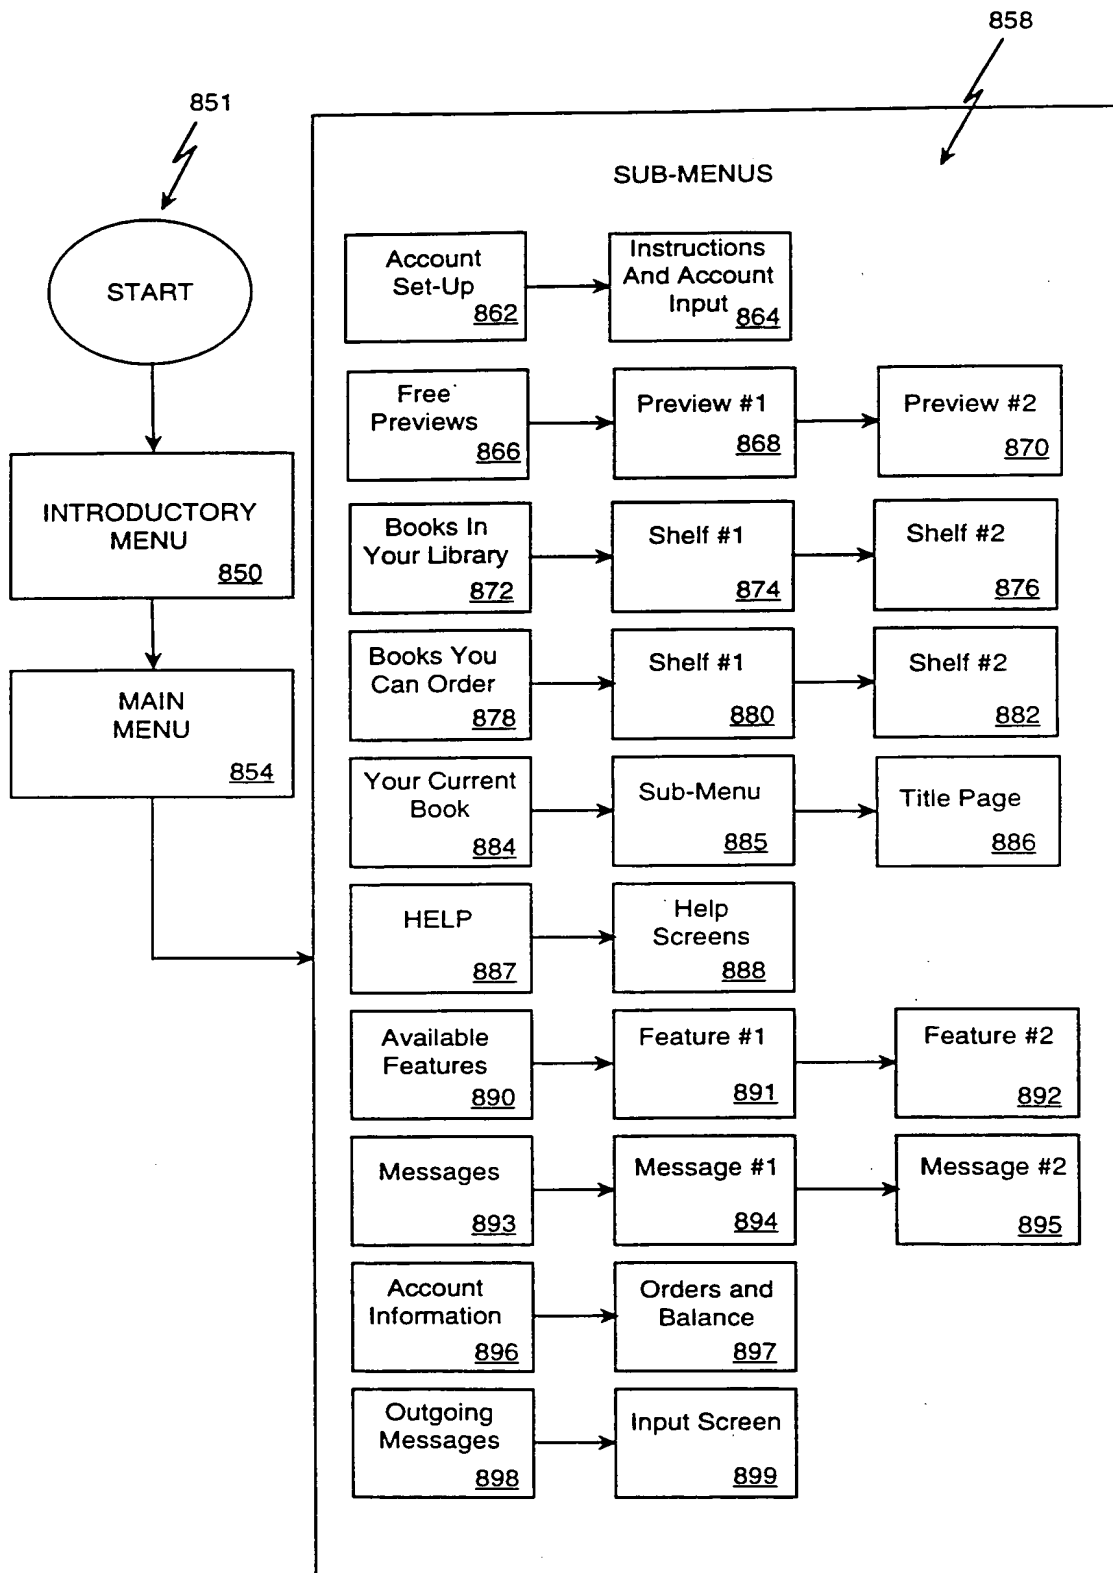 858
851
SUB-MENUS
START
INTRODUCTORY
MENU
850
MAIN
MENU
854
Account
Set-Up
862
Instructions
And Account
Input
864
Free
Previews
866
Preview #1
868
Preview #2
870
Books In
Your Library
872
Shelf #1
874
Shelf #2
876
Books You
Can Order
878
Shelf #1
880
Shelf #2
882
Your Current
Book
884
Sub-Menu
885
Title Page
886
HELP
887
Help
Screens
888
Available
Features
890
Feature #1
891
Feature #2
892
Messages
893
Message #1
894
Message #2
895
Account
Information
896
Orders and
Balance
897
Outgoing
Messages
898
Input Screen
899